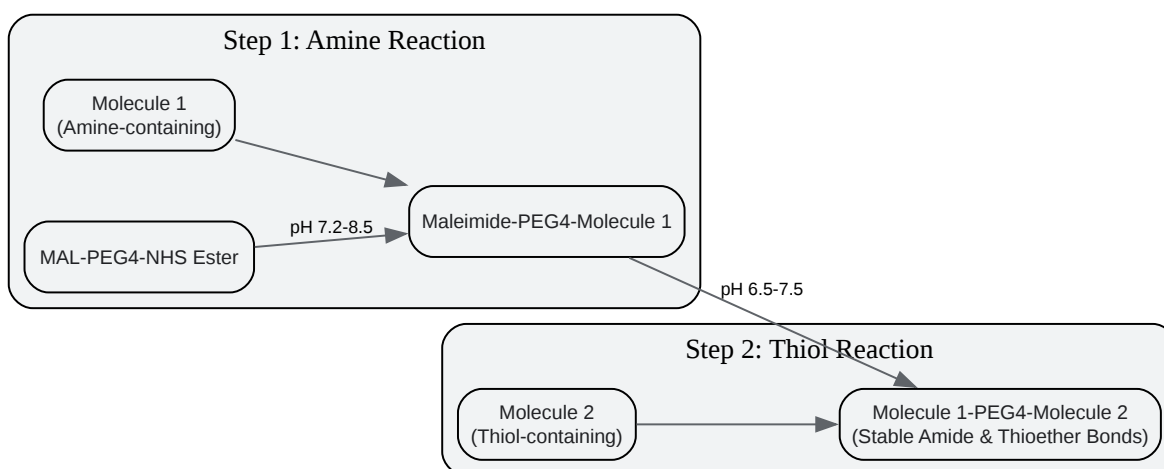 Step 1: Amine Reaction
Molecule 1
(Amine-containing)
MAL-PEG4-NHS Ester
pH 7.2-8.5
Maleimide-PEG4-Molecule 1
pH 6.5-7.5
Step 2: Thiol Reaction
Molecule 2
(Thiol-containing)
Molecule 1-PEG4-Molecule 2
(Stable Amide & Thioether Bonds)